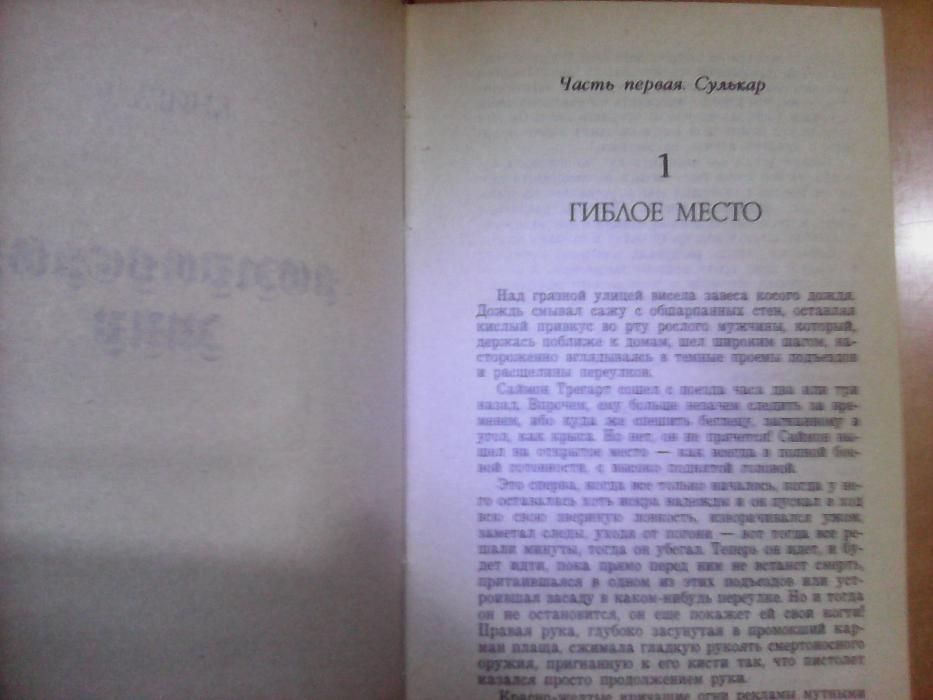 Часть первая. Сулькар
1
ГИБЛОЕ МЕСТО
Над грязной улицей висела завеса косого дождя.
Дождь смывал сажу с обшарпанных стен, оставляя
кислый привкус во рту рослого мужчины, который,
держась поближе к домам, шел широким шагом, на-
стороженно вглядываясь в темные проемы подъездов
и расщелины переулков.
Саймон Трегарт сошел с поезда часа два или три
назад. Впрочем, ему больше незачем следить за вре-
менем, ибо куда же спешить беглецу, загнанному в
угол, как крыса. Но нет, он не прячется! Саймон вы-
шел на открытое место — как всегда в полной бое-
вой готовности, с высоко поднятой головой.
Это сперва, когда все только началось, когда у не-
го оставалась хоть искра надежды и он пускал в ход
всю свою звериную ловкость, изворачивался ужом,
заметал следы, уходя от погони — вот тогда все ре-
шали минуты, тогда он убегал. Теперь он идет, и бу-
дет идти, пока прямо перед ним не встанет смерть,
притаившаяся в одном из этих подъездов или уст-
роившая засаду в каком-нибудь переулке. Но и тогда
он не остановится, он еще покажет ей свои когти!
Правая рука, глубоко засунутая в промокший кар-
ман плаща, сжимала гладкую рукоять смертоносного
оружия, пригнанную к его кисти так, что пистолет
казался просто продолжением руки.
Красно-желтые кричащие огни рекламы мутными